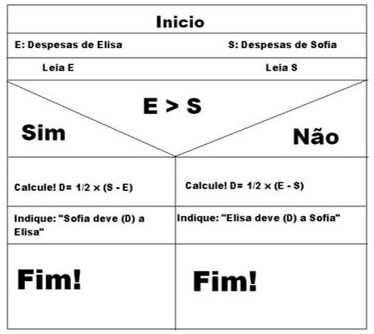 Inicio
E: Despesas de Elisa
S: Despesas de Sofia
Leia E
Leia S
E > S
Sim
Não
Calcule! D= 1/2 x (S - E)
Calcule! D= 1/2 x (E - S)
Indique: "Sofia deve (D) a
Elisa"
Indique: "Elisa deve (D) a Sofia"
Fim!
Fim!